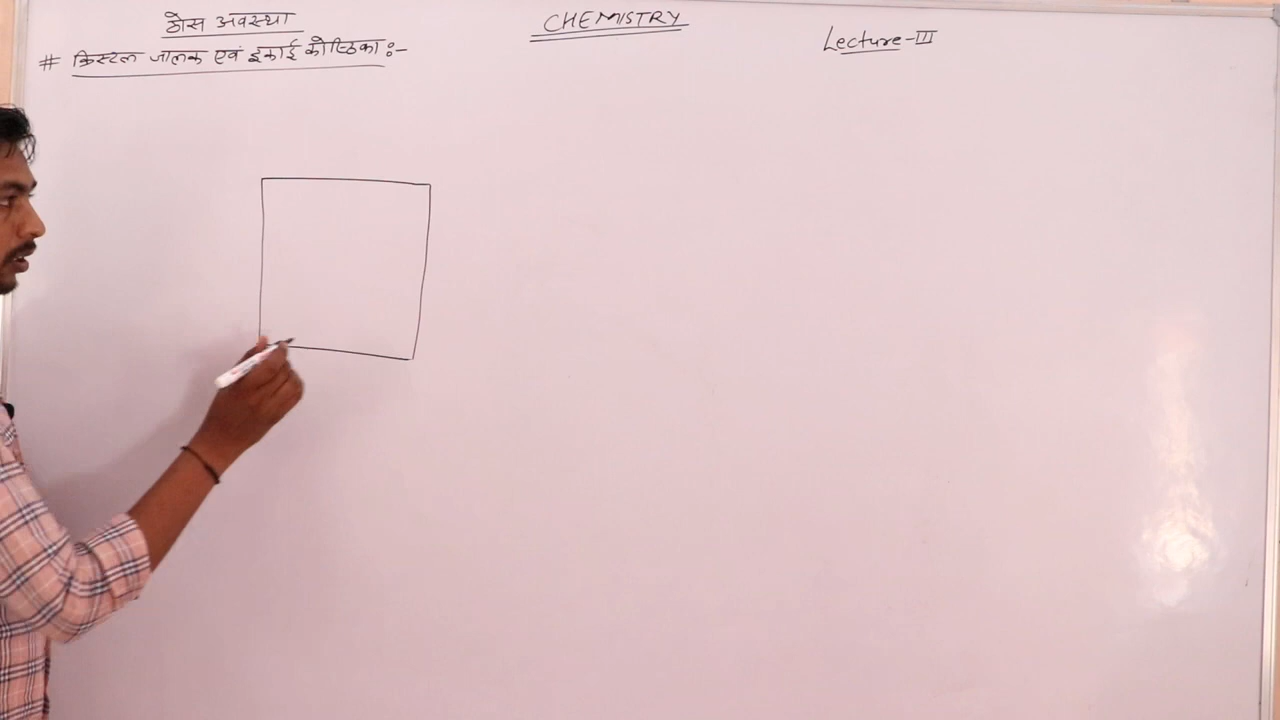 ठोस अवस्था
CHEMISTRY
Lecture-III
# क्रिस्टल जालक एवं इकाई कोष्ठिका :-